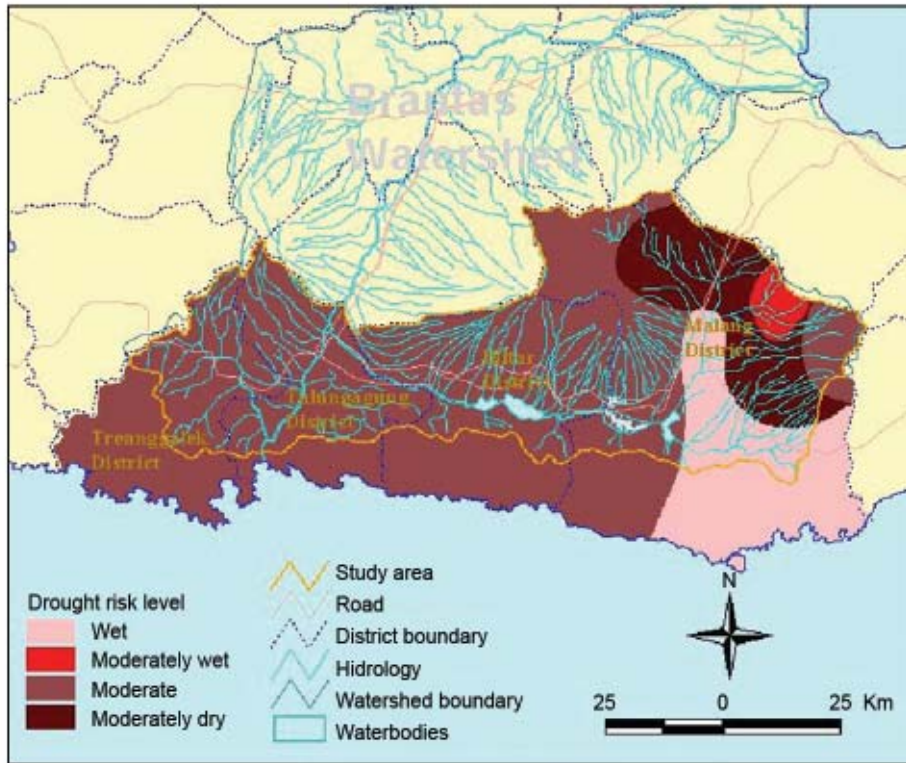 Brantas
Watershed
Malang
District
Blitar
District
Tulungagung
District
Trenggalek
District
Drought risk level
Wet
Moderately wet
Moderate
Moderately dry
Study area
Road
District boundary
Hidrology
Watershed boundary
Waterbodies
N
25 0 25 Km